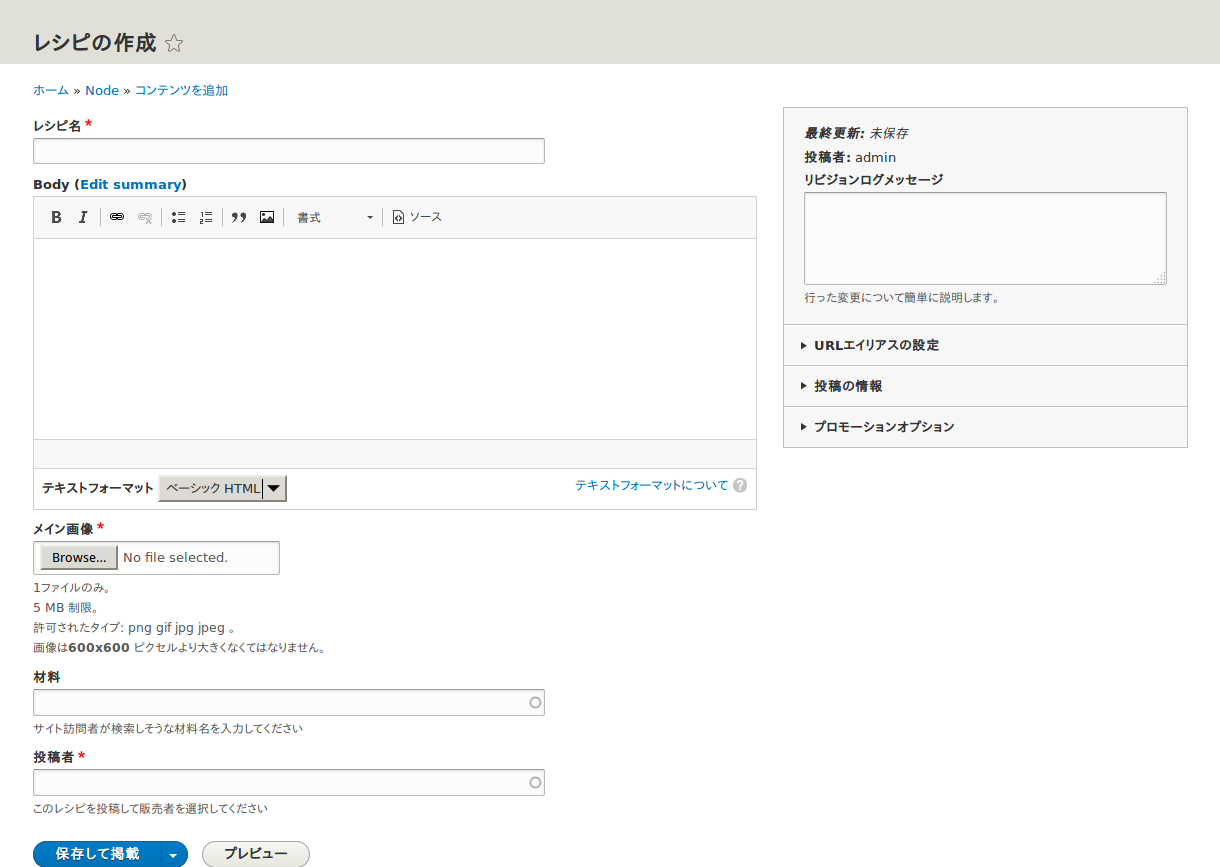 レシピの作成
ホーム » Node » コンテンツを追加
レシピ名 *
Body (Edit summary)
B I 書式 ソース
テキストフォーマット ベーシック HTML テキストフォーマットについて ?
メイン画像 *
Browse... No file selected.
1ファイルのみ。
5 MB 制限。
許可されたタイプ: png gif jpg jpeg 。
画像は600x600 ピクセルより大きくなくてはなりません。
材料
サイト訪問者が検索しそうな材料名を入力してください
投稿者 *
このレシピを投稿して販売者を選択してください
保存して掲載 プレビュー
最終更新: 未保存
投稿者: admin
リビジョンログメッセージ
行った変更について簡単に説明します。
URLエイリアスの設定
投稿の情報
プロモーションオプション